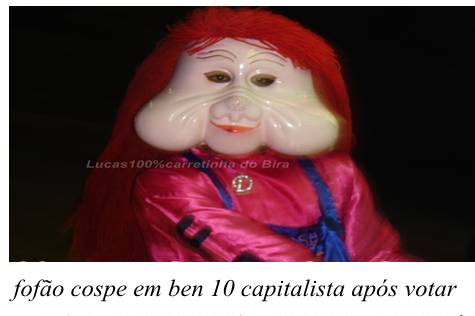 Lucas100%carretinha do Bira
fofão cospe em ben 10 capitalista após votar